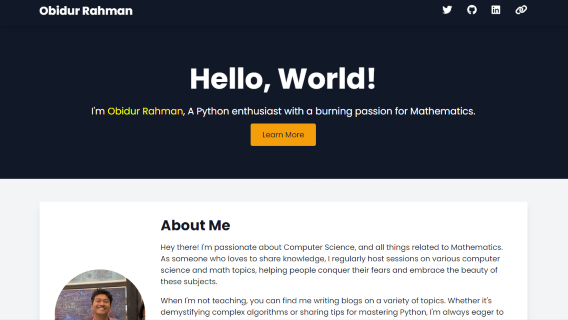 Obidur Rahman
Hello, World!
I'm Obidur Rahman, A Python enthusiast with a burning passion for Mathematics.
Learn More
About Me
Hey there! I'm passionate about Computer Science, and all things related to Mathematics.
As someone who loves to share knowledge, I regularly host sessions on various computer
science and math topics, helping people conquer their fears and embrace the beauty of
these subjects.
When I'm not teaching, you can find me writing blogs on a variety of topics. Whether it's
demystifying complex algorithms or sharing tips for mastering Python, I'm always eager to